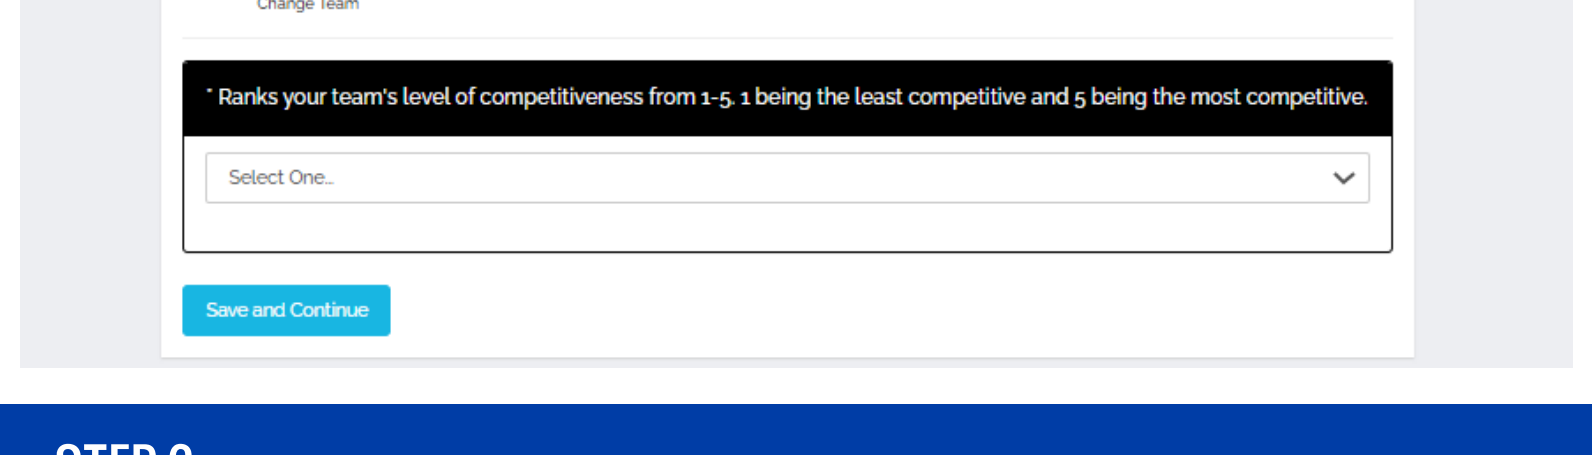 Change Team
* Ranks your team's level of competitiveness from 1-5. 1 being the least competitive and 5 being the most competitive.
Select One...
Save and Continue
STEP